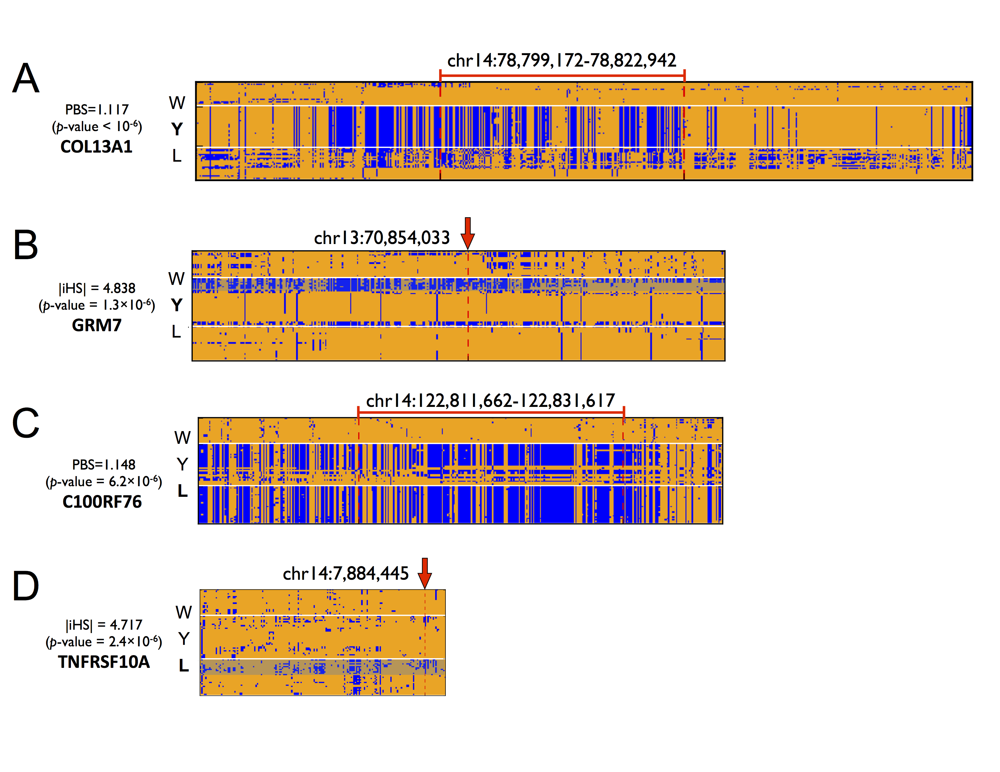 A
chr14:78,799,172-78,822,942
W
PBS=1.117
(p-value < 10-6)
Y
COL13A1
L
B
chr13:70,854,033
W
|iHS| = 4.838
(p-value = 1.3×10-6)
Y
GRM7
L
C
chr14:122,811,662-122,831,617
W
PBS=1.148
Y
(p-value = 6.2×10-6)
L
C10ORF76
D
chr14:7,884,445
W
|iHS| = 4.717
(p-value = 2.4×10-6)
Y
TNFRSF10A
L